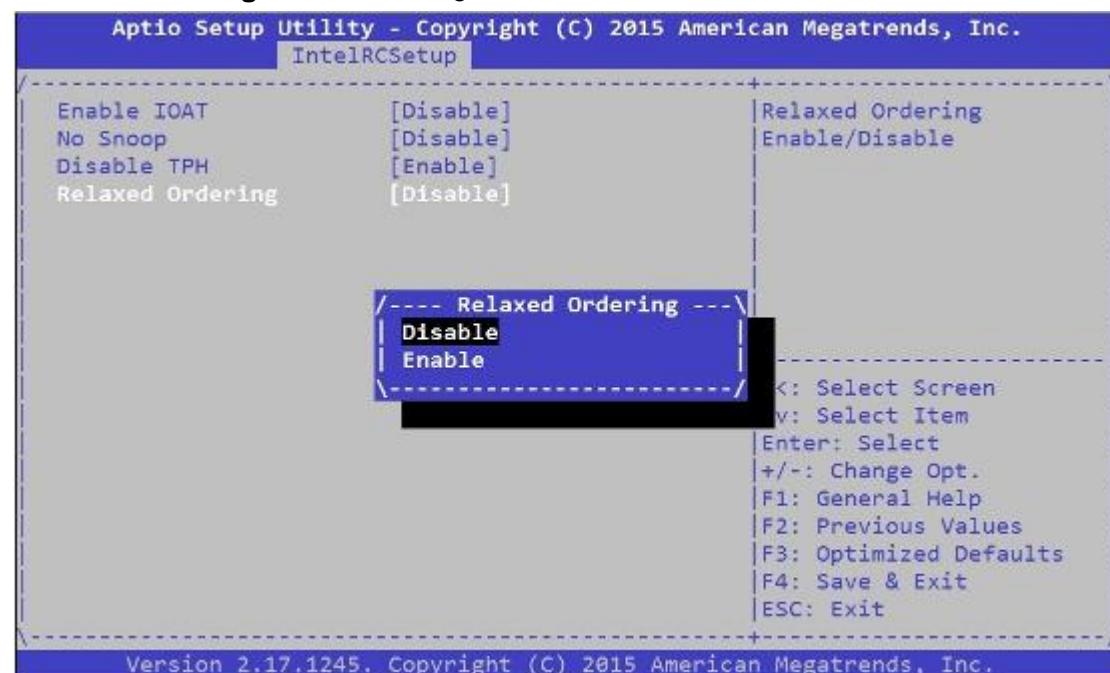 Aptio Setup Utility - Copyright (C) 2015 American Megatrends, Inc.
IntelRCSetup
Enable IOAT [Disable]
No Snoop [Disable]
Disable TPH [Enable]
Relaxed Ordering [Disable]
Relaxed Ordering
Enable/Disable
/---- Relaxed Ordering ---\
Disable
Enable
<: Select Screen
v: Select Item
Enter: Select
+/-: Change Opt.
F1: General Help
F2: Previous Values
F3: Optimized Defaults
F4: Save & Exit
ESC: Exit
Version 2.17.1245. Copyright (C) 2015 American Megatrends, Inc.